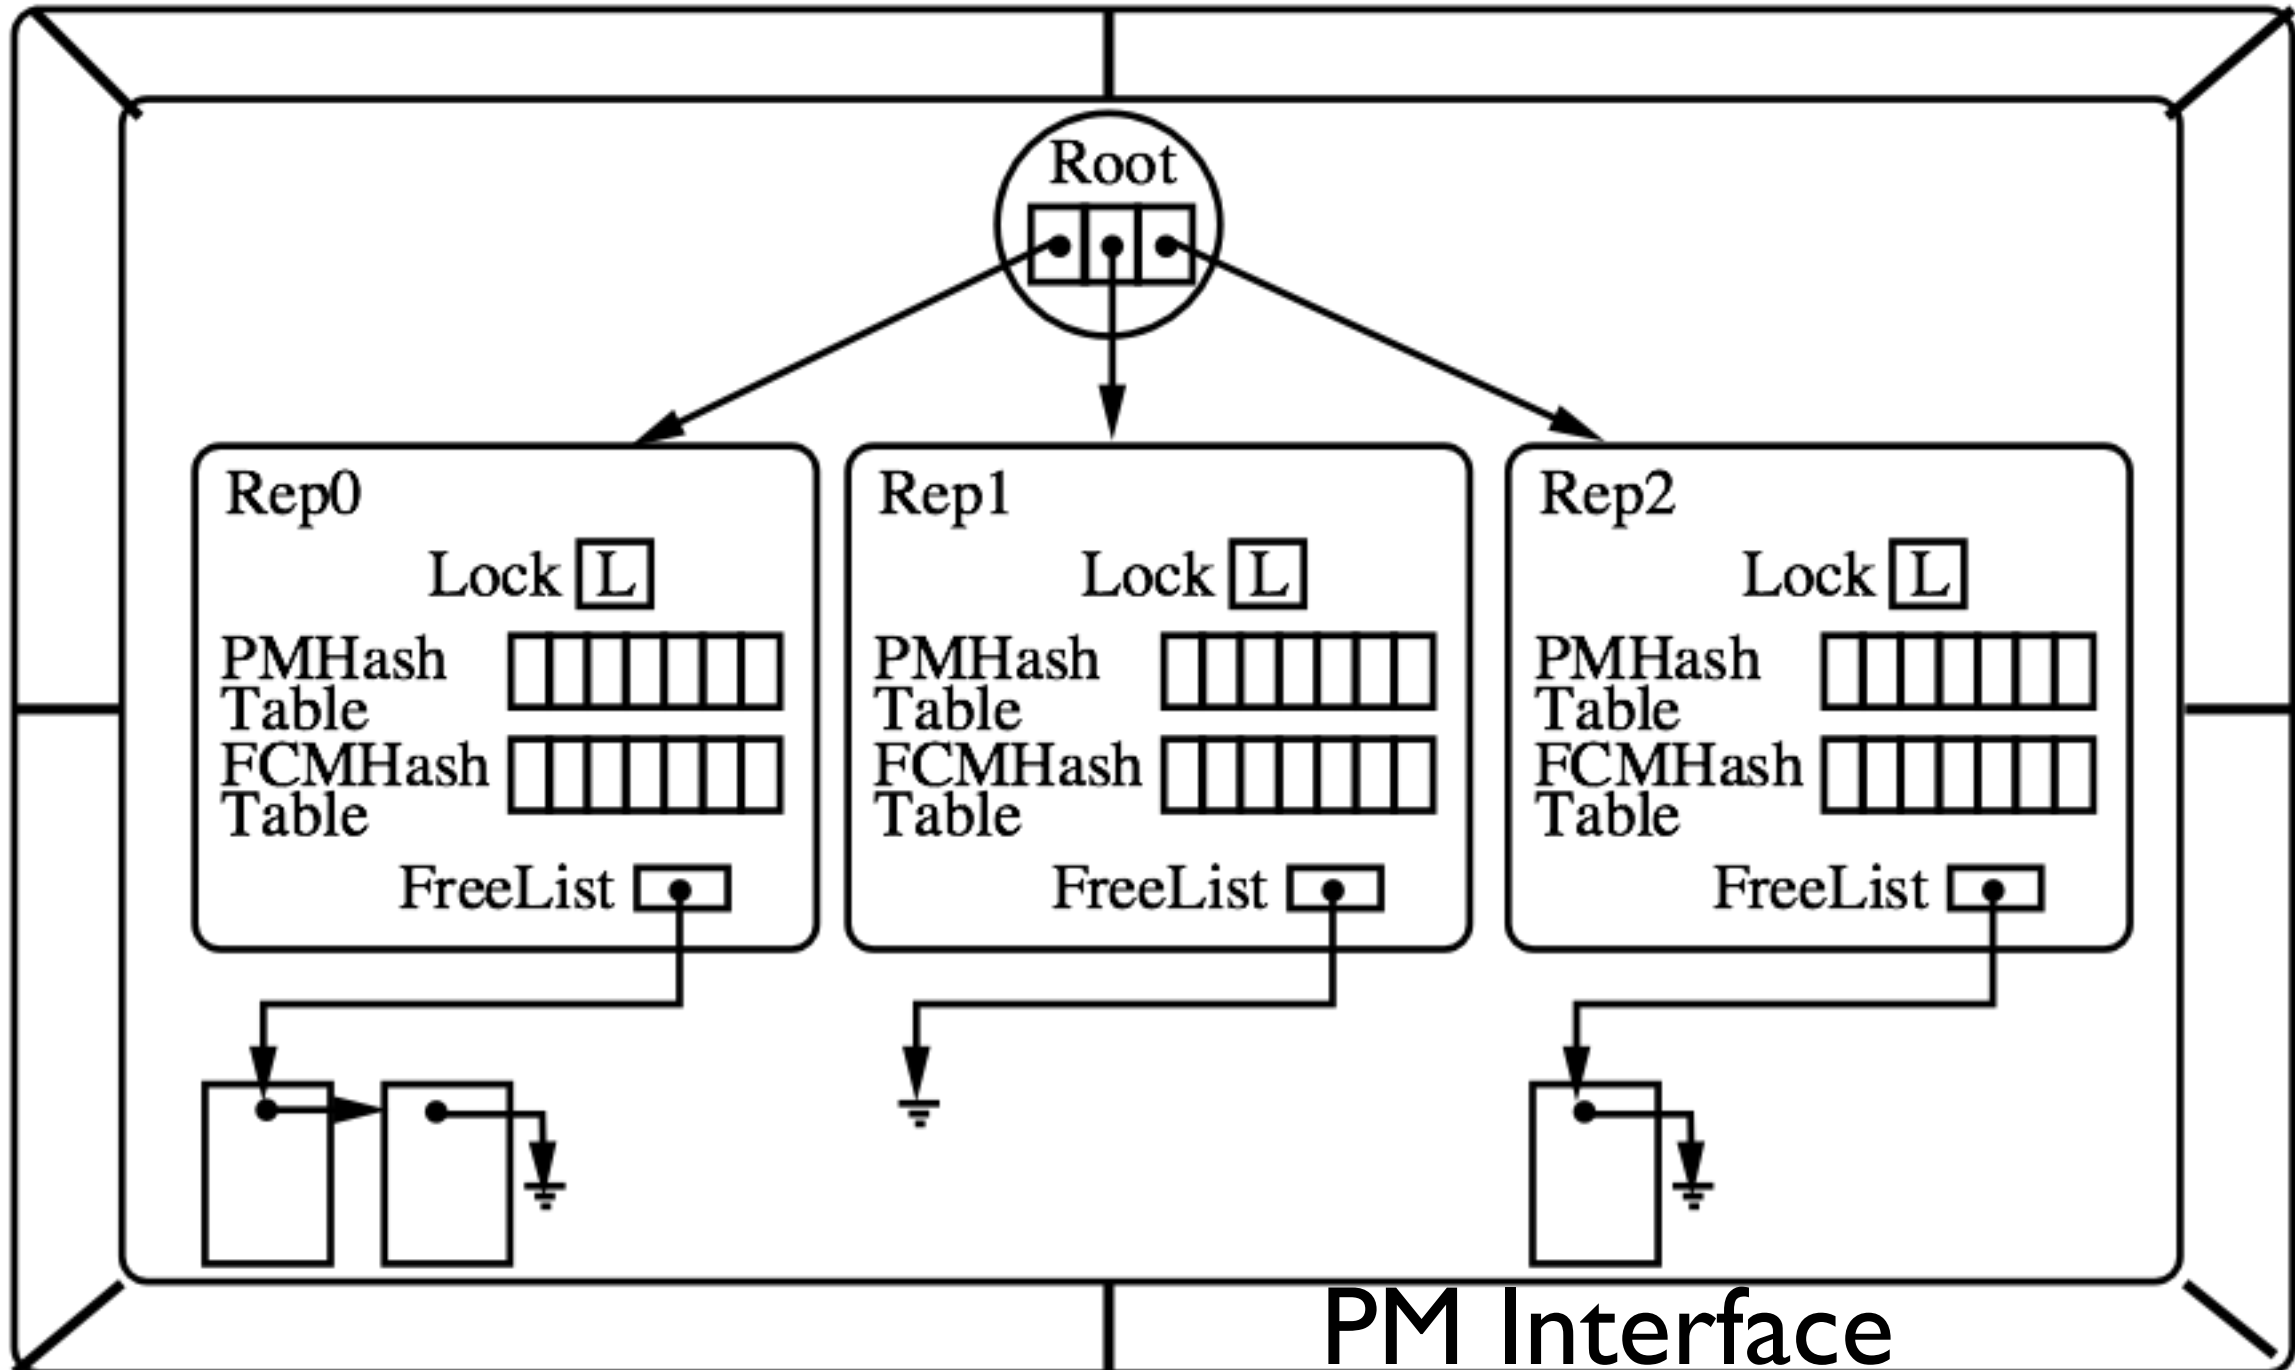 Root
Rep0
Lock L
PMHash
Table
FCMHash
Table
FreeList
Rep1
Lock L
PMHash
Table
FCMHash
Table
FreeList
Rep2
Lock L
PMHash
Table
FCMHash
Table
FreeList
PM Interface